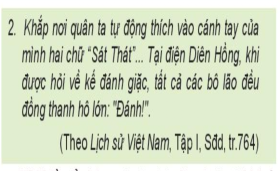 2. Khắp nơi quân ta tự động thích vào cánh tay của
mình hai chữ “Sát Thát”... Tại điện Diên Hồng, khi
được hỏi về kế đánh giặc, tất cả các bô lão đều
đồng thanh hô lớn: "Đánh!".
(Theo Lịch sử Việt Nam, Tập I, Sđd, tr.764)